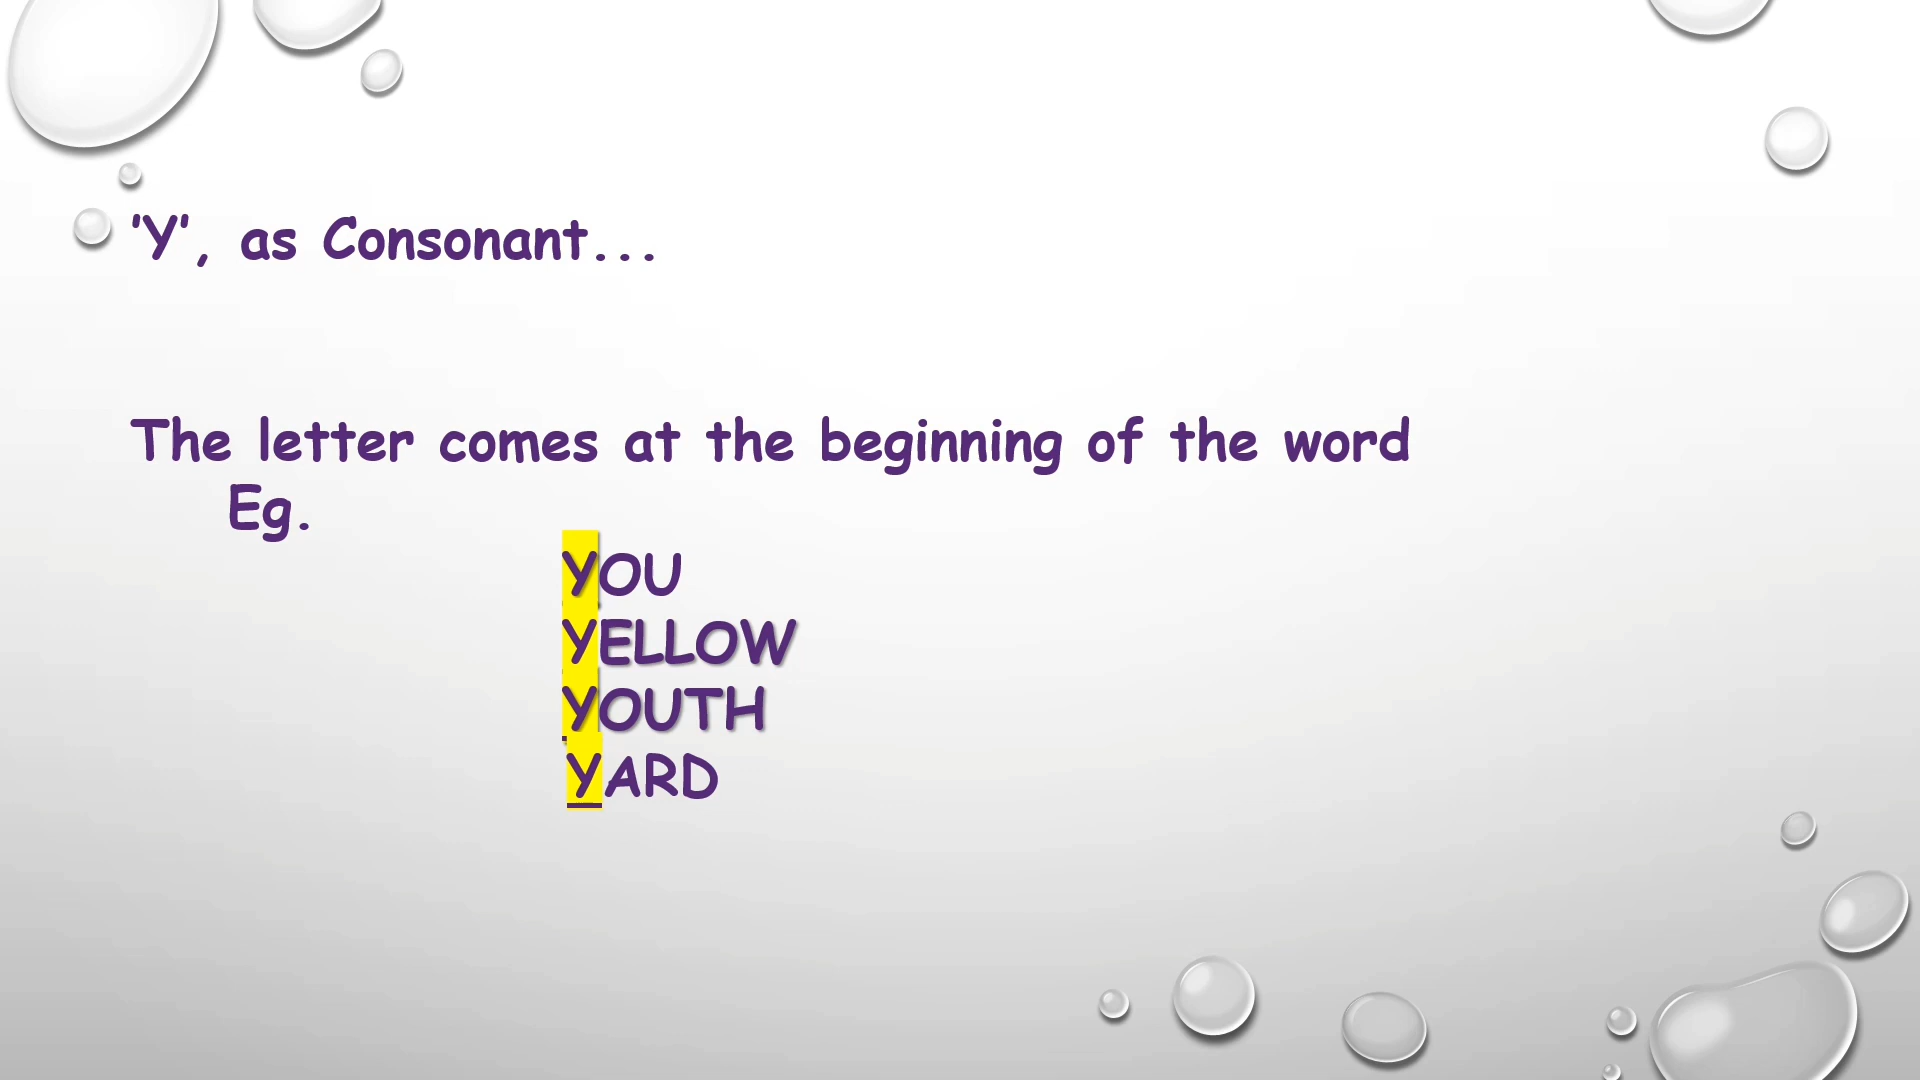 'Y', as Consonant...
The letter comes at the beginning of the word
Eg.
YOU
YELLOW
YOUTH
YARD